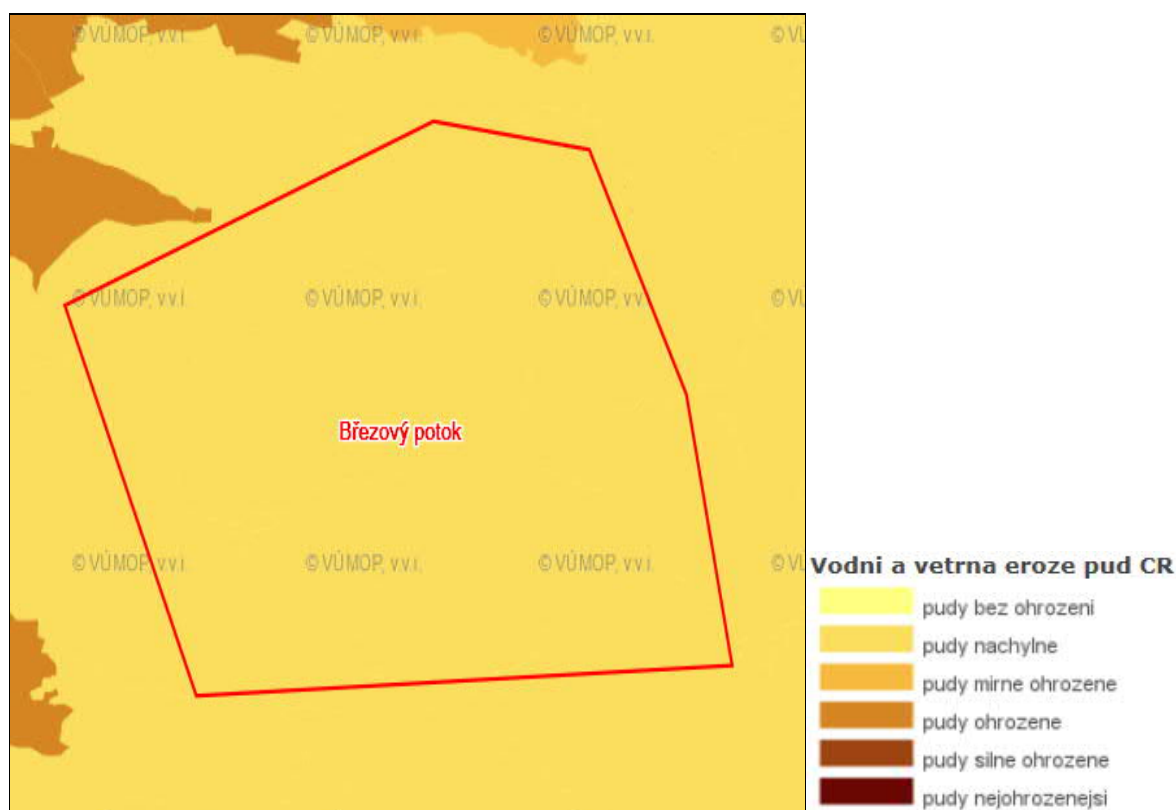 © VÚMOP, v.v.i. © VÚMOP, v.v.i. © VÚMOP, v.v.i.
© VÚMOP, v.v.i. © VÚMOP, v.v.i. © VÚMOP, v.v.i.
Březový potok
© VÚMOP, v.v.i. © VÚMOP, v.v.i. © VÚMOP, v.v.i.
Vodni a vetrna eroze pud CR
pudy bez ohrozeni
pudy nachylne
pudy mirne ohrozene
pudy ohrozene
pudy silne ohrozene
pudy nejohrozenejsi